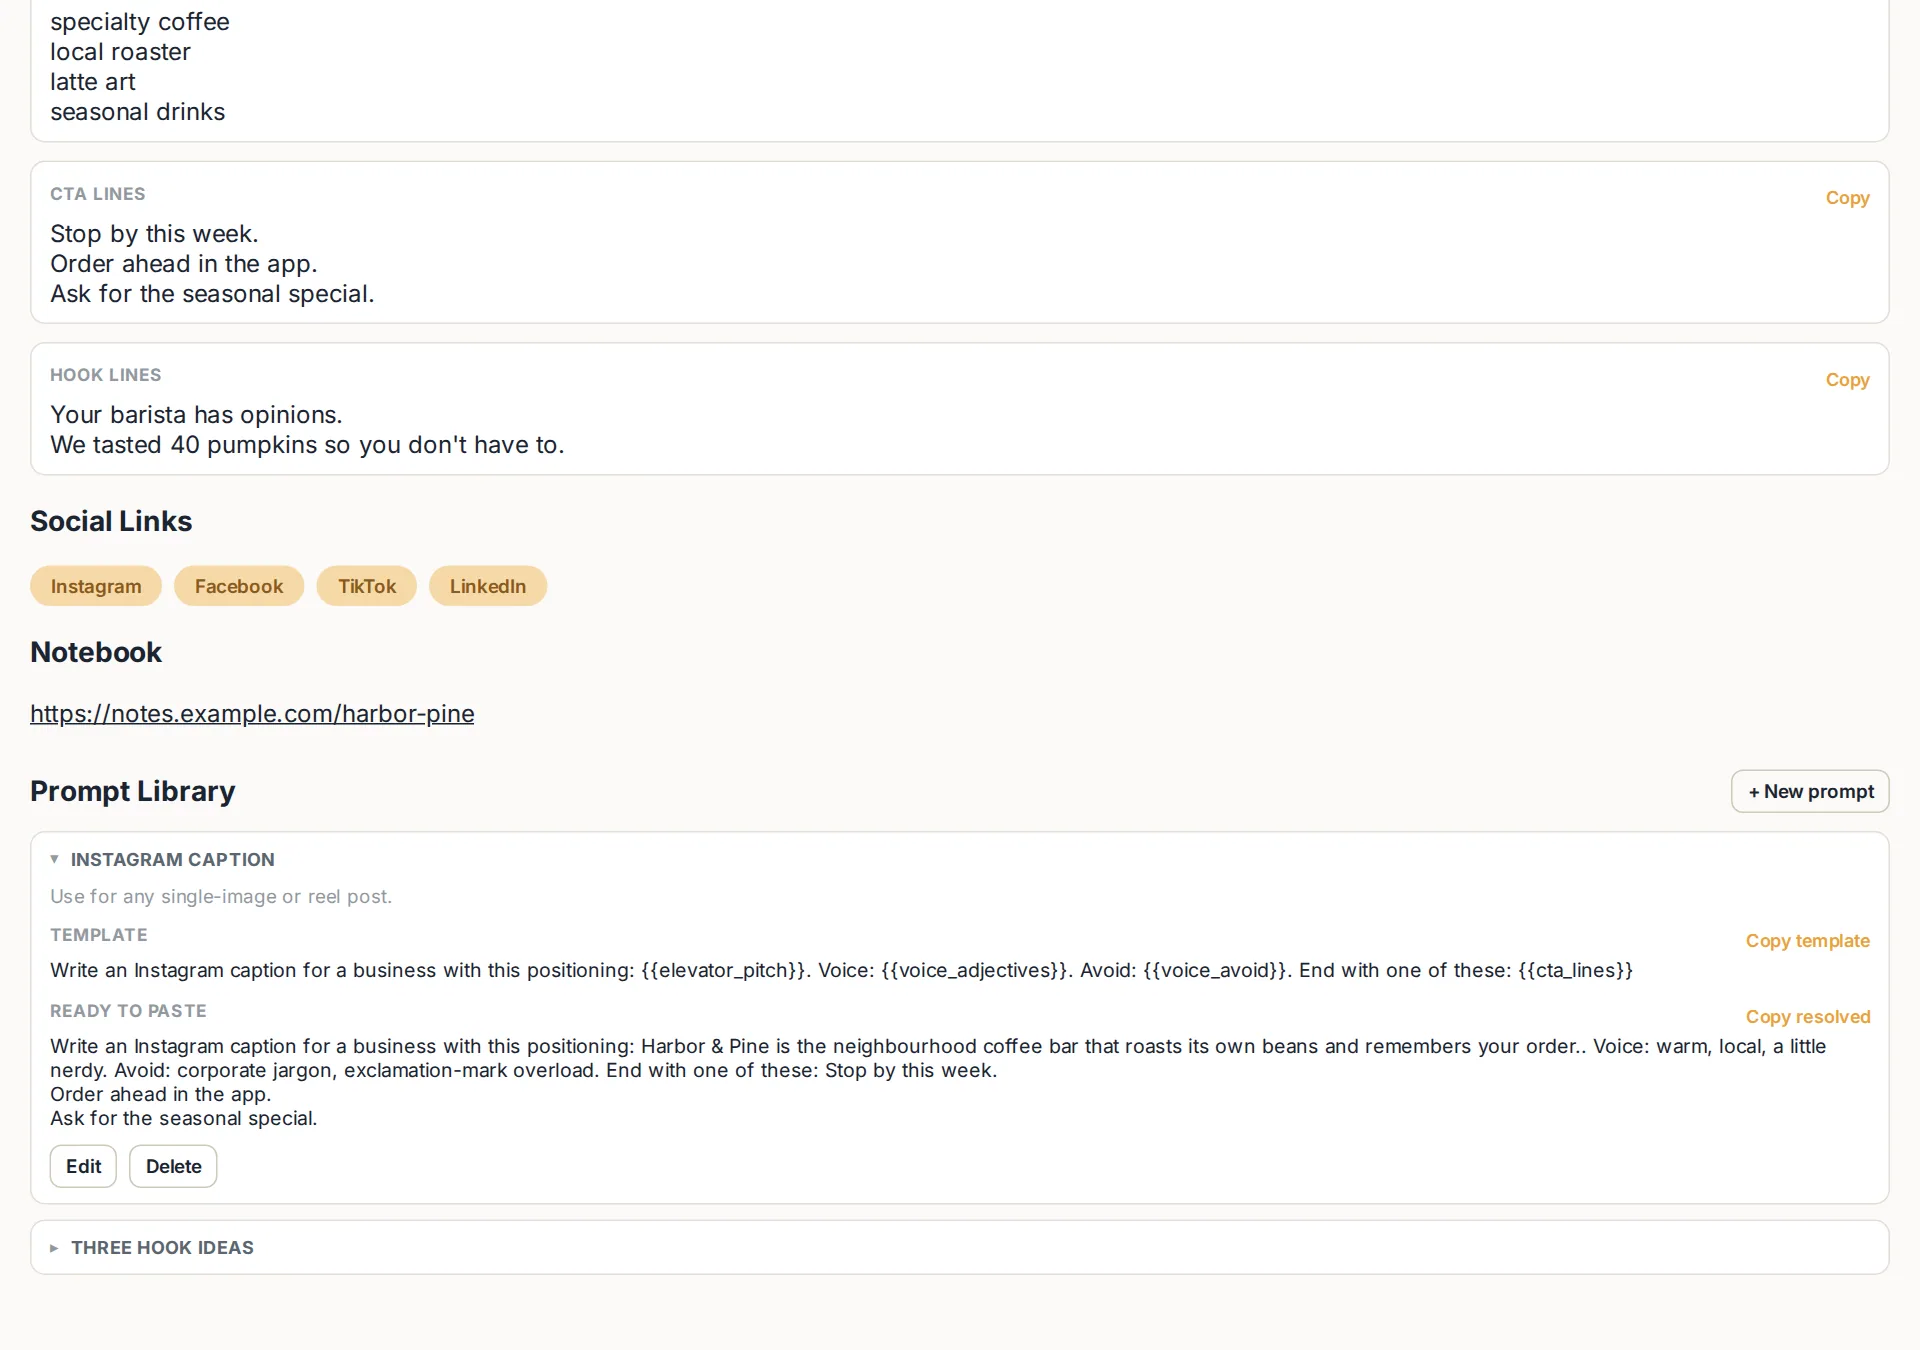 specialty coffee
local roaster
latte art
seasonal drinks
CTA LINES
Copy
Stop by this week.
Order ahead in the app.
Ask for the seasonal special.
HOOK LINES
Copy
Your barista has opinions.
We tasted 40 pumpkins so you don't have to.
Social Links
Instagram Facebook TikTok LinkedIn
Notebook
https://notes.example.com/harbor-pine
Prompt Library
+ New prompt
▼ INSTAGRAM CAPTION
Use for any single-image or reel post.
TEMPLATE
Copy template
Write an Instagram caption for a business with this positioning: {{elevator_pitch}}. Voice: {{voice_adjectives}}. Avoid: {{voice_avoid}}. End with one of these: {{cta_lines}}
READY TO PASTE
Copy resolved
Write an Instagram caption for a business with this positioning: Harbor & Pine is the neighbourhood coffee bar that roasts its own beans and remembers your order.. Voice: warm, local, a little
nerdy. Avoid: corporate jargon, exclamation-mark overload. End with one of these: Stop by this week.
Order ahead in the app.
Ask for the seasonal special.
Edit Delete
► THREE HOOK IDEAS